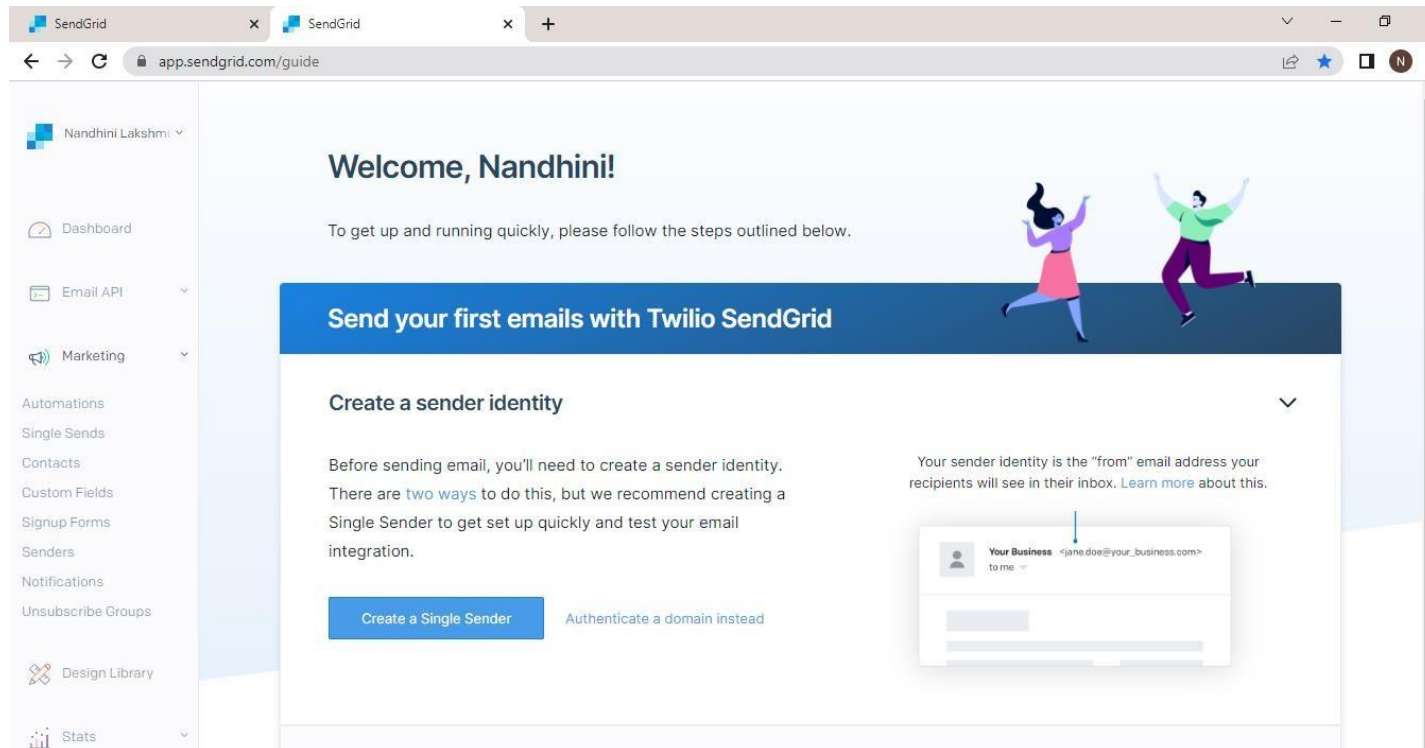 SendGrid
SendGrid
app.sendgrid.com/guide
N
Nandhini Lakshmi
Dashboard
Email API
Marketing
Automations
Single Sends
Contacts
Custom Fields
Signup Forms
Senders
Notifications
Unsubscribe Groups
Design Library
Stats
Welcome, Nandhini!
To get up and running quickly, please follow the steps outlined below.
Send your first emails with Twilio SendGrid
Create a sender identity
Before sending email, you'll need to create a sender identity.
There are two ways to do this, but we recommend creating a
Single Sender to get set up quickly and test your email
integration.
Create a Single Sender
Authenticate a domain instead
Your sender identity is the “from” email address your
recipients will see in their inbox. Learn more about this.
Your Business <jane.doe@your_business.com>
to me